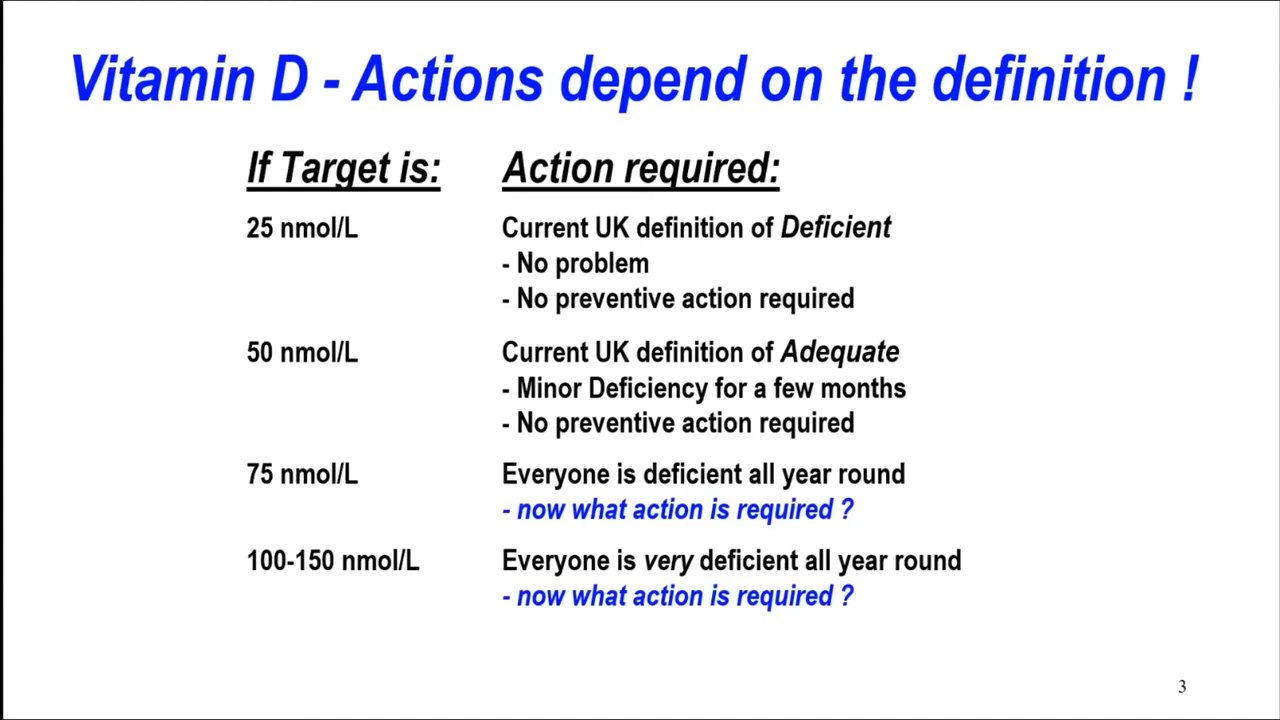 Vitamin D - Actions depend on the definition !
If Target is: Action required:
25 nmol/L Current UK definition of Deficient
- No problem
- No preventive action required
50 nmol/L Current UK definition of Adequate
- Minor Deficiency for a few months
- No preventive action required
75 nmol/L Everyone is deficient all year round
- now what action is required ?
100-150 nmol/L Everyone is very deficient all year round
- now what action is required ?
3